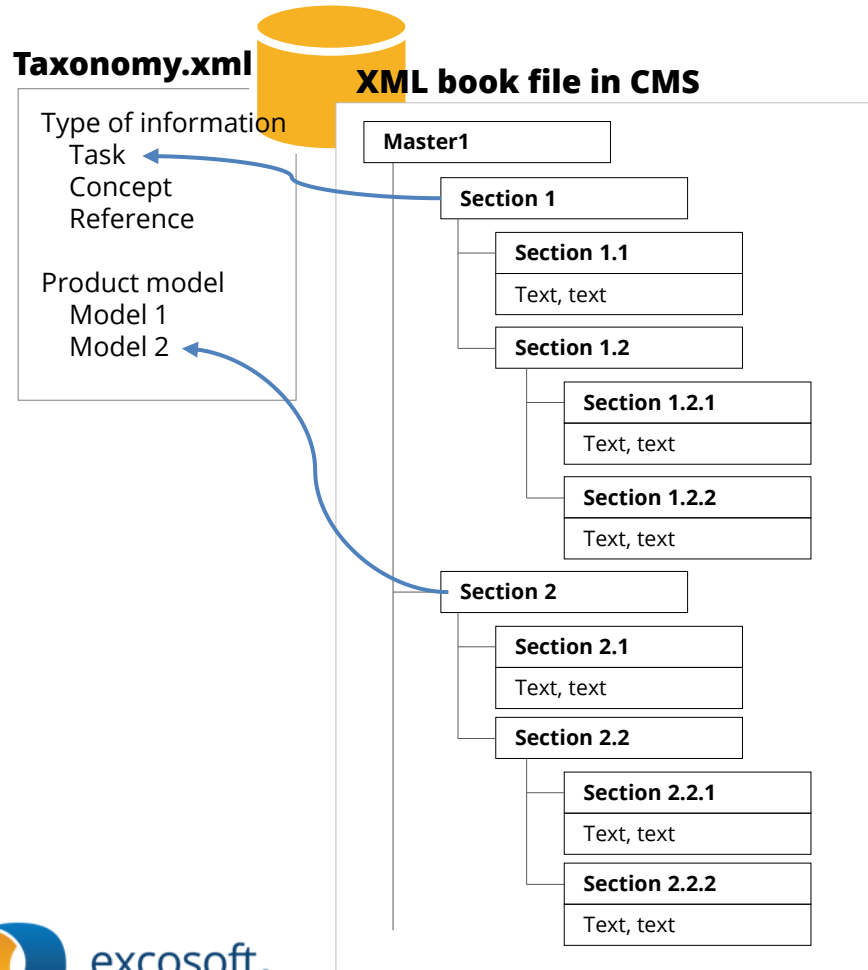 Taxonomy.xml
Type of information
Task
Concept
Reference
Product model
Model 1
Model 2
XML book file in CMS
Master1
Section 1
Section 1.1
Text, text
Section 1.2
Section 1.2.1
Text, text
Section 1.2.2
Text, text
Section 2
Section 2.1
Text, text
Section 2.2
Section 2.2.1
Text, text
Section 2.2.2
Text, text
excosoft.